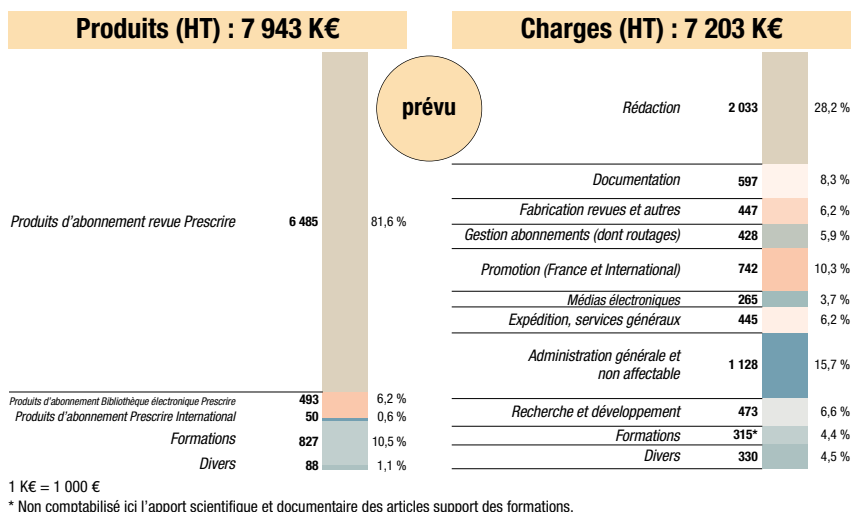 Produits (HT) : 7 943 K€
Produits d'abonnement revue Prescrire 6 485 81,6 %
Produits d'abonnement Bibliothèque électronique Prescrire 493 6,2 %
Produits d'abonnement Prescrire International 50 0,6 %
Formations 827 10,5 %
Divers 88 1,1 %
prévu
Charges (HT) : 7 203 K€
Rédaction 2 033 28,2 %
Documentation 597 8,3 %
Fabrication revues et autres 447 6,2 %
Gestion abonnements (dont routages) 428 5,9 %
Promotion (France et International) 742 10,3 %
Médias électroniques 265 3,7 %
Expédition, services généraux 445 6,2 %
Administration générale et
non affectable 1 128 15,7 %
Recherche et développement 473 6,6 %
Formations 315* 4,4 %
Divers 330 4,5 %
1 K€ = 1 000 €
* Non comptabilisé ici l'apport scientifique et documentaire des articles support des formations.